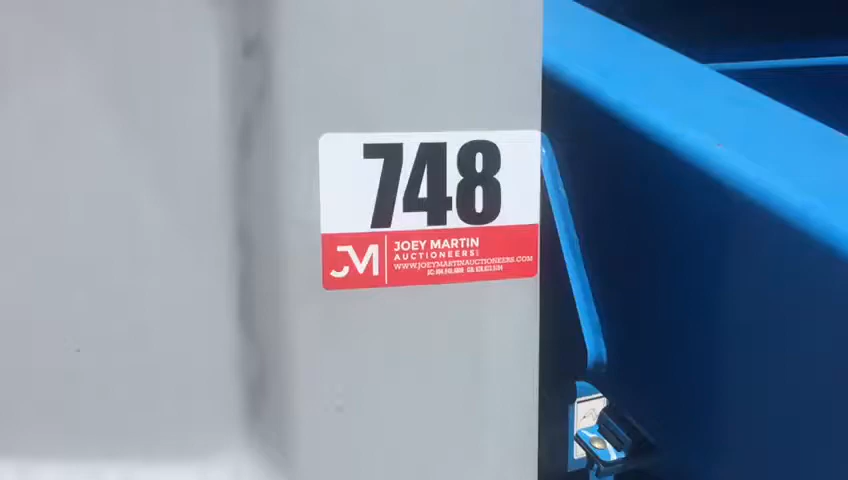 748
JM
JOEY MARTIN
AUCTIONEERS
WWW.JOEYMARTINAUCTIONEERS.COM